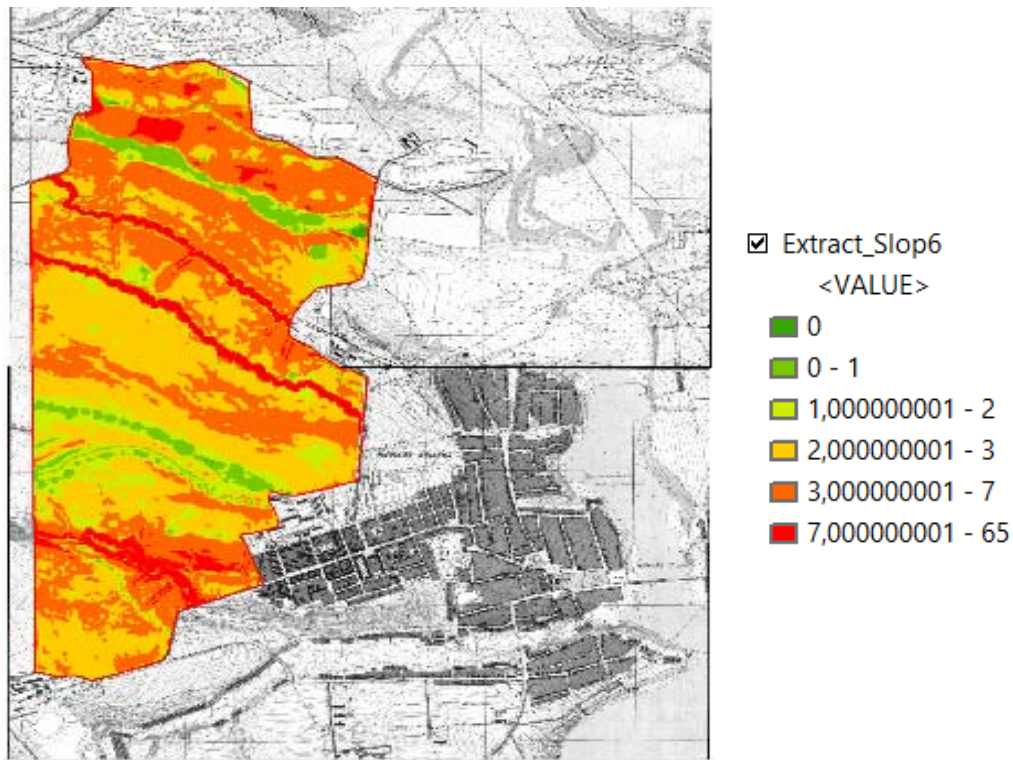 Extract_Slop6
<VALUE>
0
0 - 1
1,000000001 - 2
2,000000001 - 3
3,000000001 - 7
7,000000001 - 65